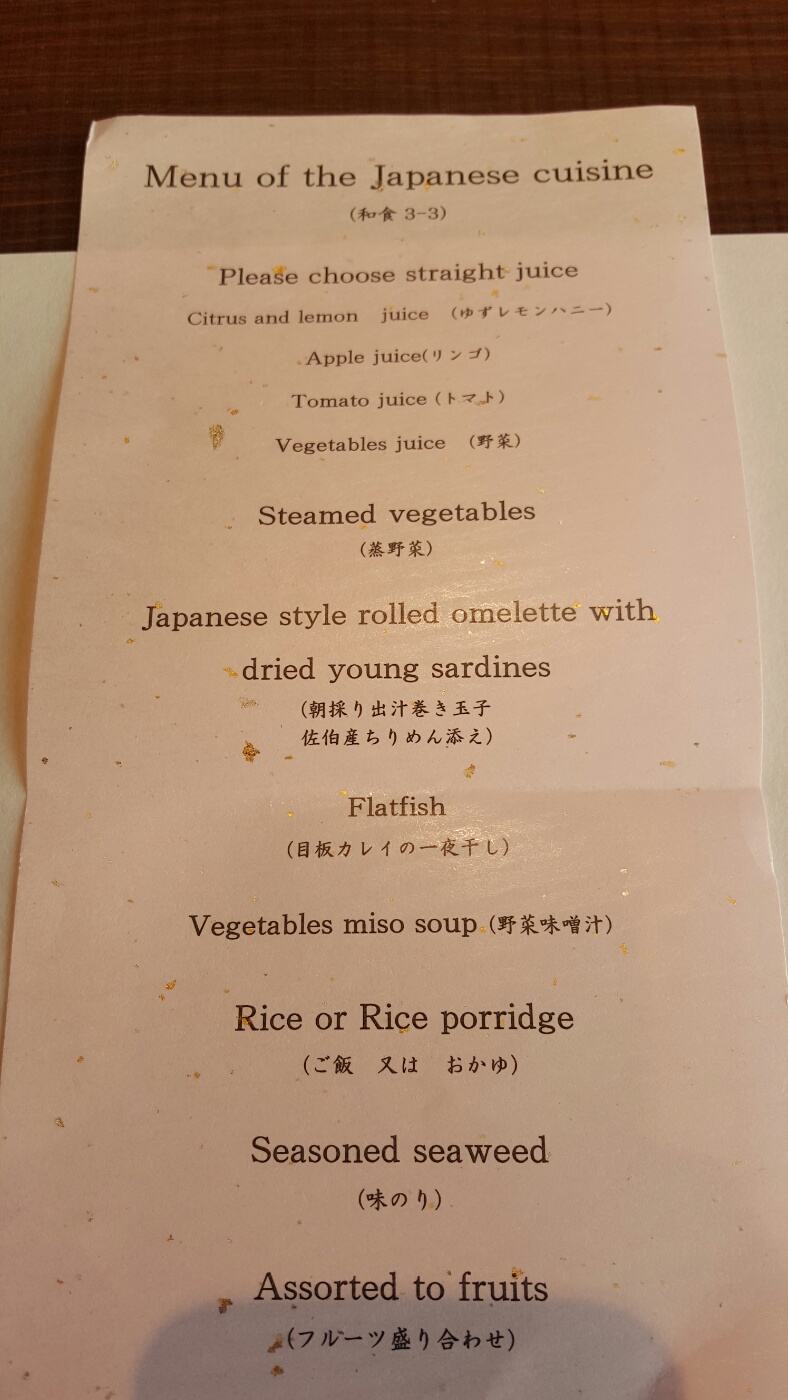 Menu of the Japanese cuisine
(和食 3-3)
Please choose straight juice
Citrus and lemon juice (ゆずレモンハニー)
Apple juice(リンゴ)
Tomato juice (トマト)
Vegetables juice (野菜)
Steamed vegetables
(蒸野菜)
Japanese style rolled omelette with
dried young sardines
(朝採り出汁巻き玉子
佐伯産ちりめん添え)
Flatfish
(目板カレイの一夜干し)
Vegetables miso soup (野菜味噌汁)
Rice or Rice porridge
(ご飯 又は おかゆ)
Seasoned seaweed
(味のり)
Assorted to fruits
(フルーツ盛り合わせ)